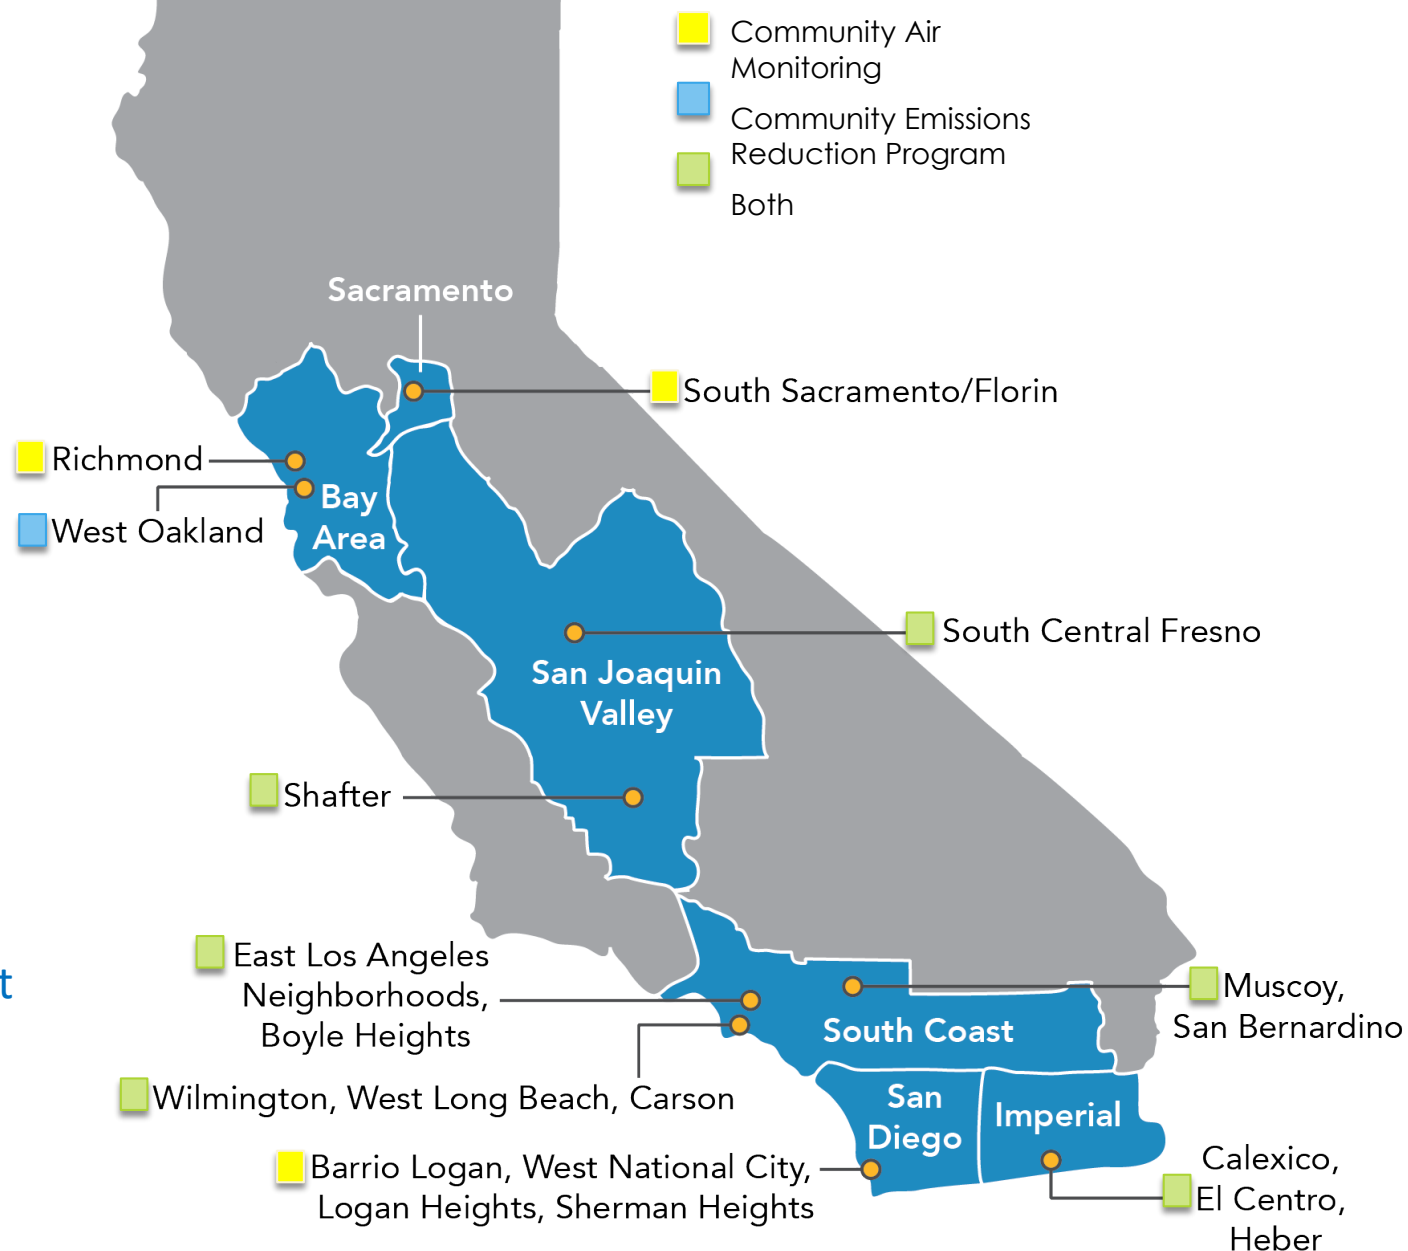 Community Air
Monitoring
Community Emissions
Reduction Program
Both
Sacramento
South Sacramento/Florin
Richmond
Bay
Area
West Oakland
South Central Fresno
San Joaquin
Valley
Shafter
East Los Angeles
Neighborhoods,
Boyle Heights
t
Muscoy,
San Bernardino
South Coast
Wilmington, West Long Beach, Carson
San
Diego
Imperial
Barrio Logan, West National City,
Logan Heights, Sherman Heights
Calexico,
El Centro,
Heber